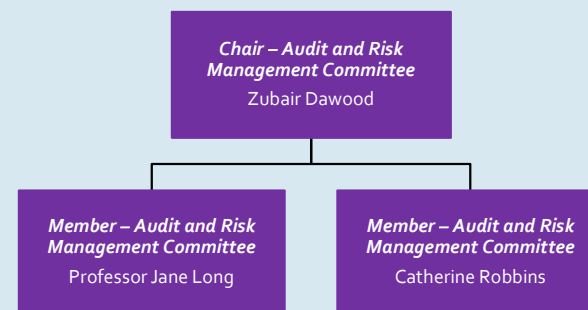 Chair – Audit and Risk
Management Committee
Zubair Dawood
Member – Audit and Risk
Management Committee
Professor Jane Long
Member – Audit and Risk
Management Committee
Catherine Robbins